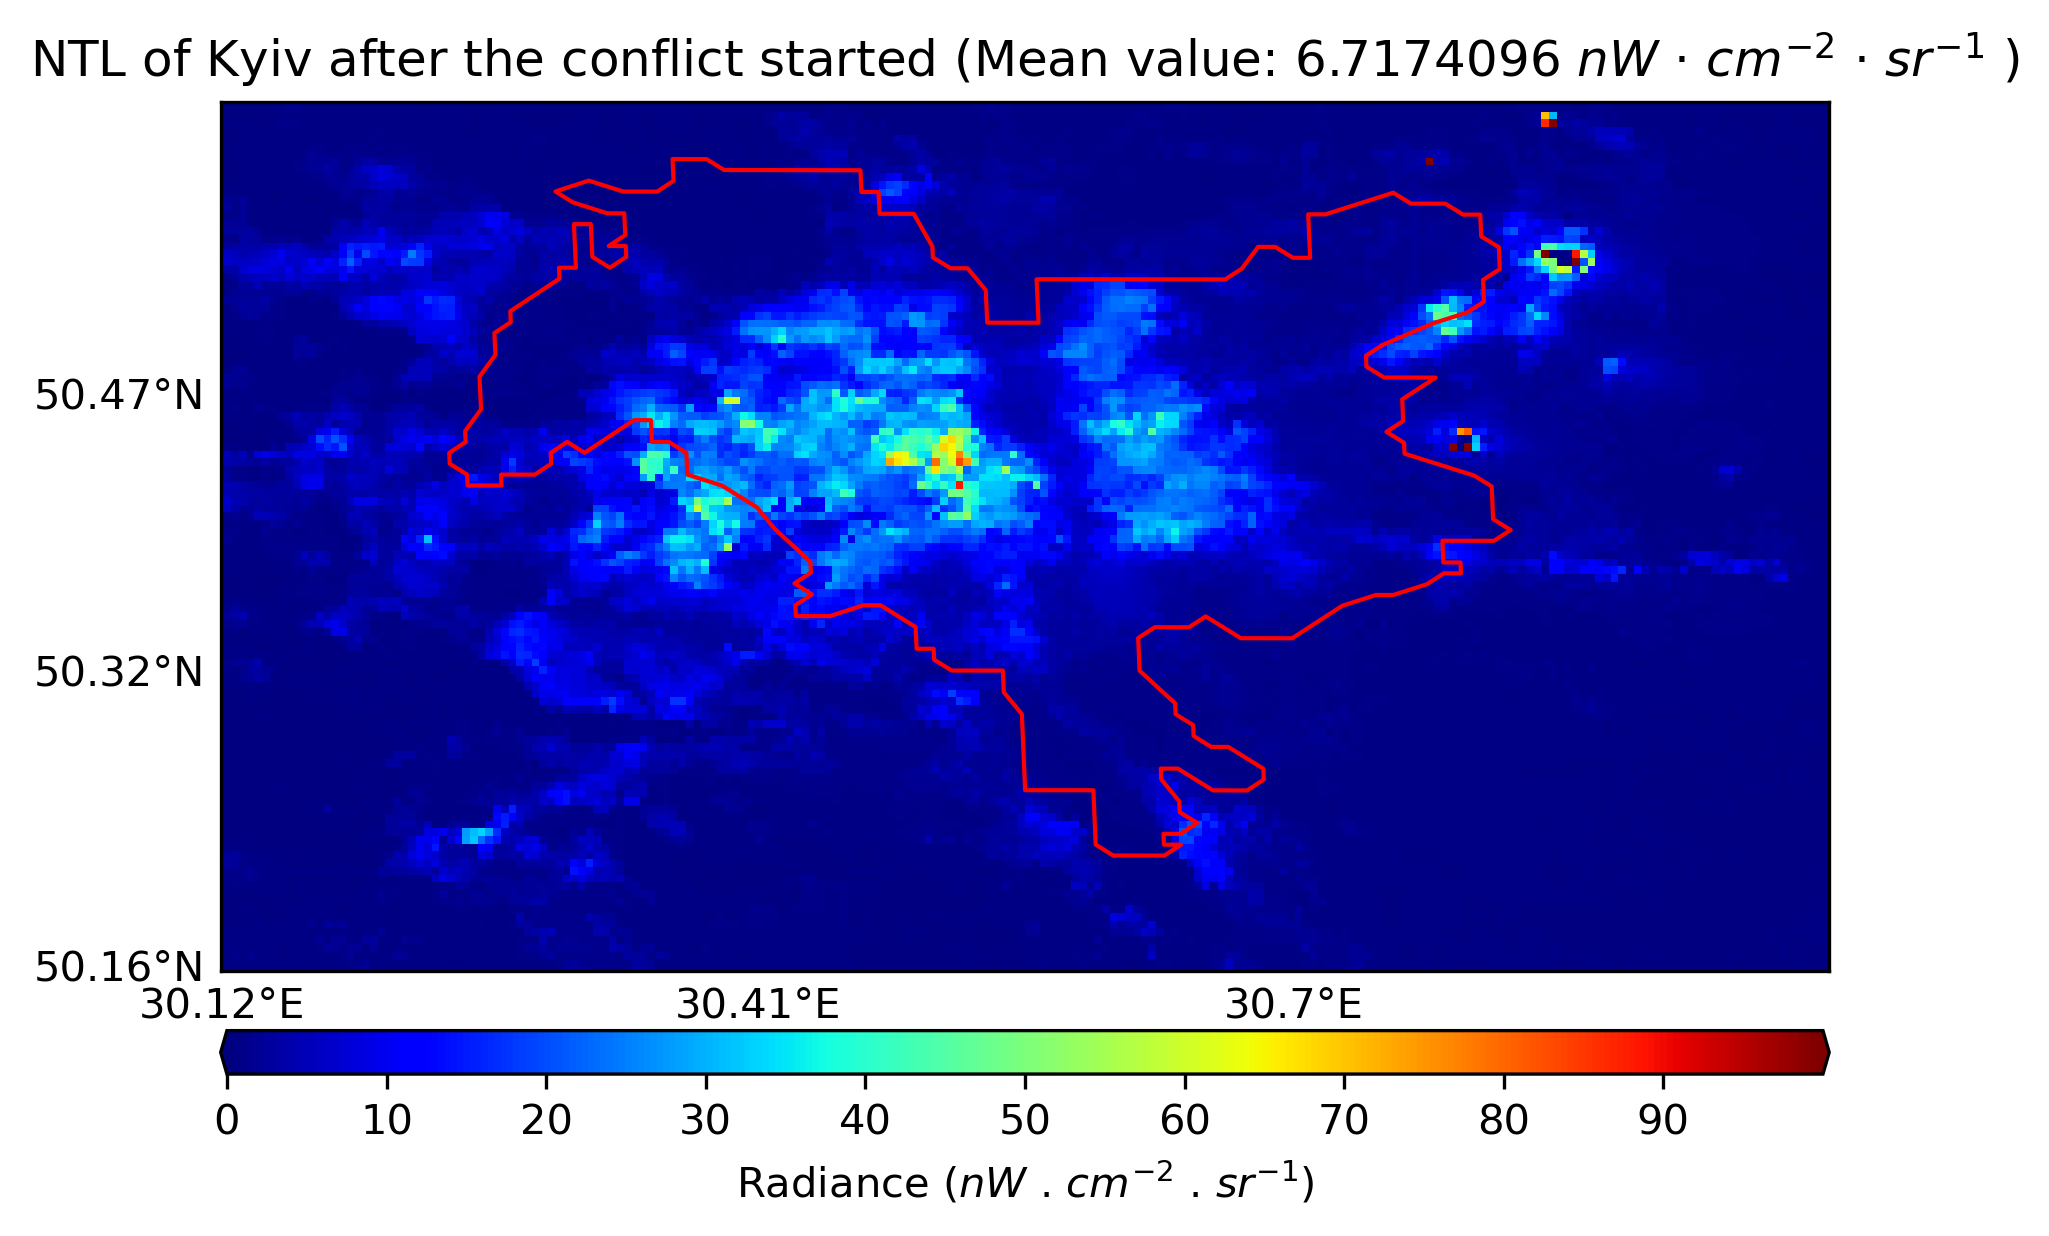 NTL of Kyiv after the conflict started (Mean value: 6.7174096 nW · cm⁻² · sr⁻¹ )
50.47°N
50.32°N
50.16°N
30.12°E 30.41°E 30.7°E
0 10 20 30 40 50 60 70 80 90
Radiance (nW . cm⁻² . sr⁻¹)